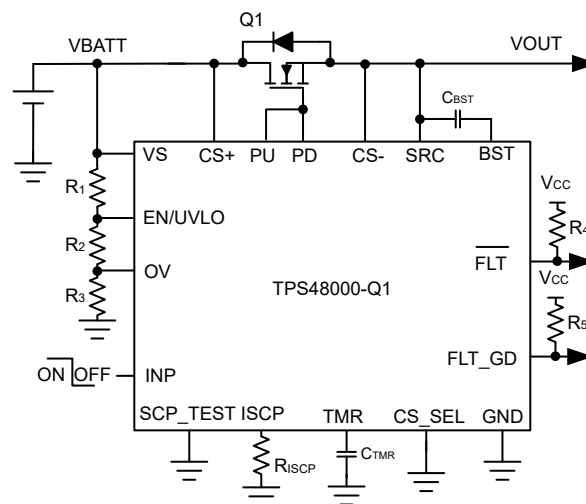 Q1
VBATT
VOUT
CBST
VS
CS+
PU
PD
CS-
SRC
BST
R1
EN/UVLO
R2
OV
R3
TPS48000-Q1
VCC
R4
FLT
VCC
R5
FLT_GD
ON
OFF
INP
SCP_TEST
ISCP
TMR
CS_SEL
GND
RISCP
CTMR